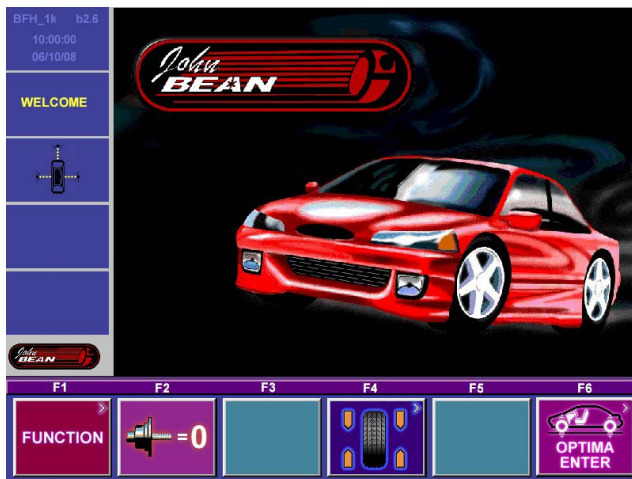 BFH_1k b2.6
10:00:00
06/10/08
WELCOME
John
BEAN
John
BEAN
F1 F2 F3 F4 F5 F6
FUNCTION
=0
OPTIMA
ENTER